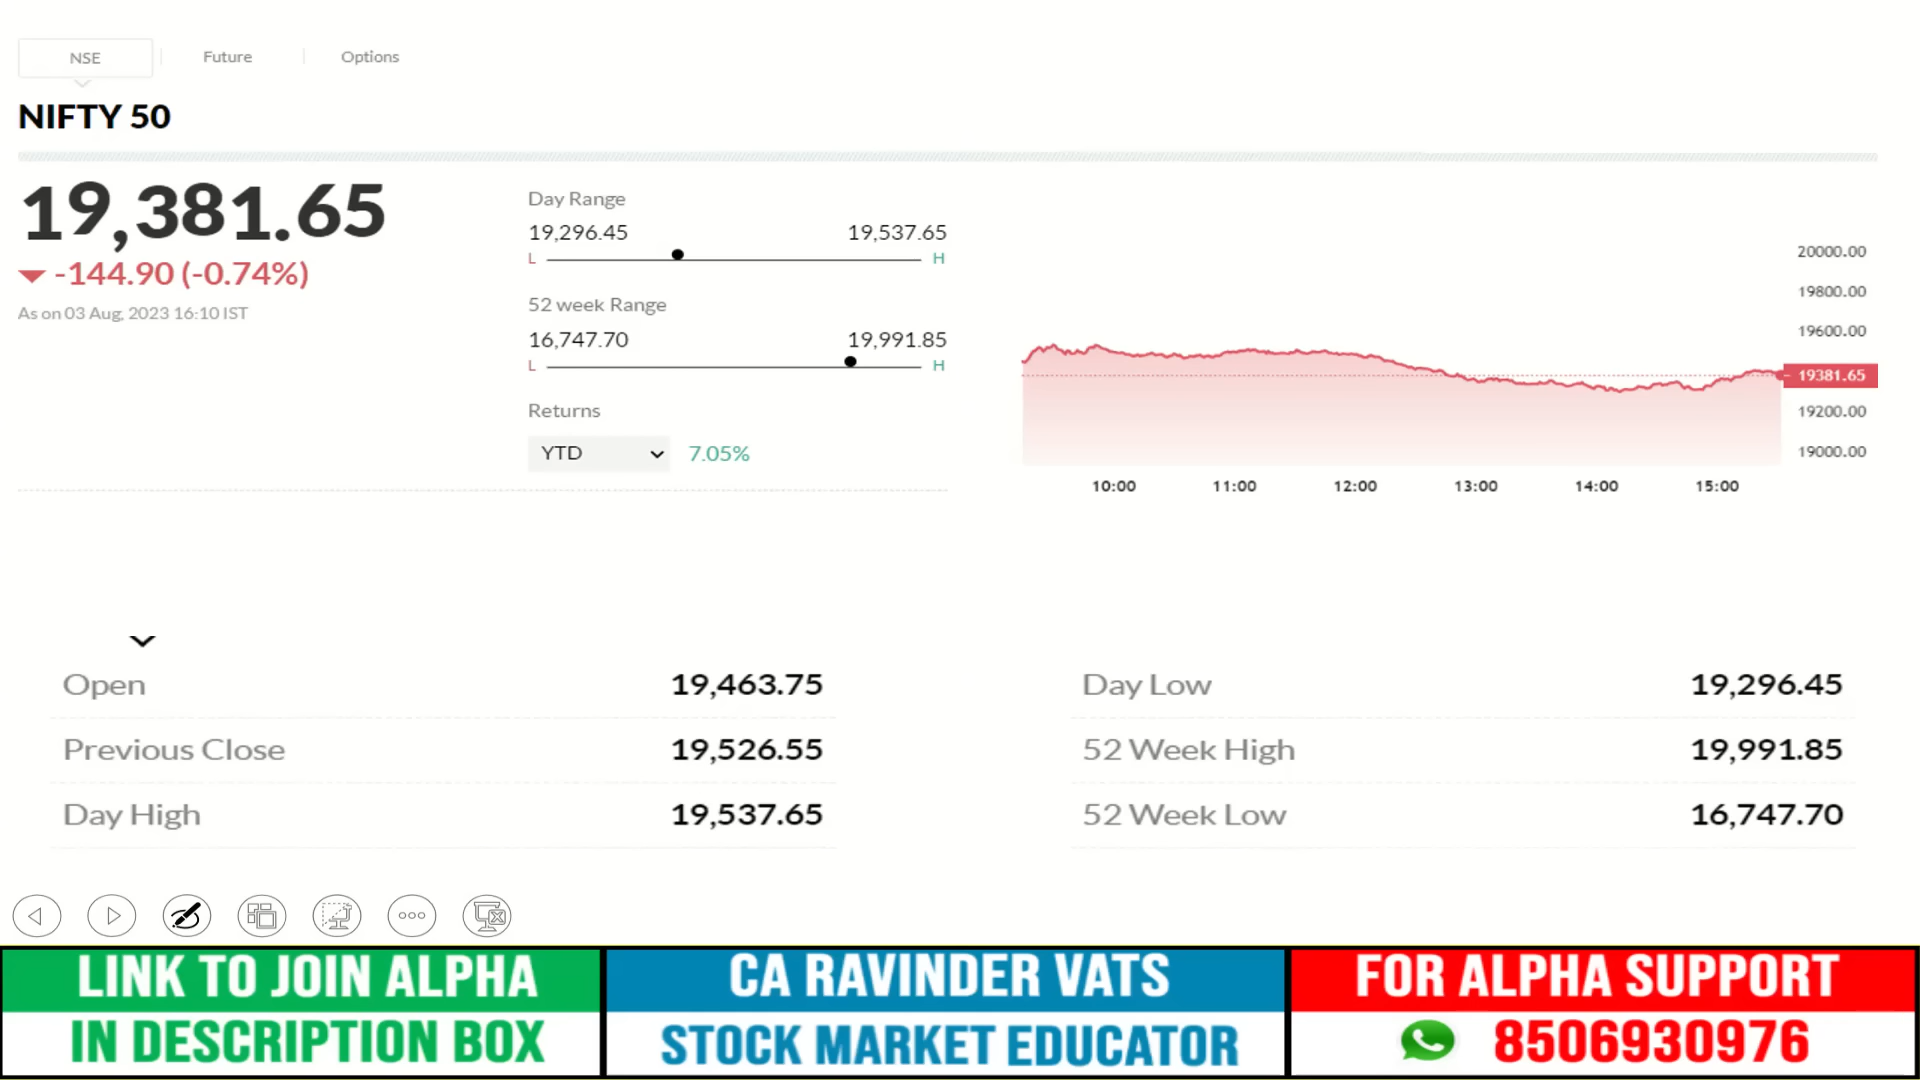 NSE
Future
Options
NIFTY 50
19,381.65
-144.90 (-0.74%)
As on 03 Aug, 2023 16:10 IST
Day Range
19,296.45 19,537.65
L H
52 week Range
16,747.70 19,991.85
L H
Returns
YTD 7.05%
20000.00
19800.00
19600.00
19381.65
19200.00
19000.00
10:00 11:00 12:00 13:00 14:00 15:00
Open 19,463.75
Previous Close 19,526.55
Day High 19,537.65
Day Low 19,296.45
52 Week High 19,991.85
52 Week Low 16,747.70
LINK TO JOIN ALPHA
IN DESCRIPTION BOX
CA RAVINDER VATS
STOCK MARKET EDUCATOR
FOR ALPHA SUPPORT
8506930976